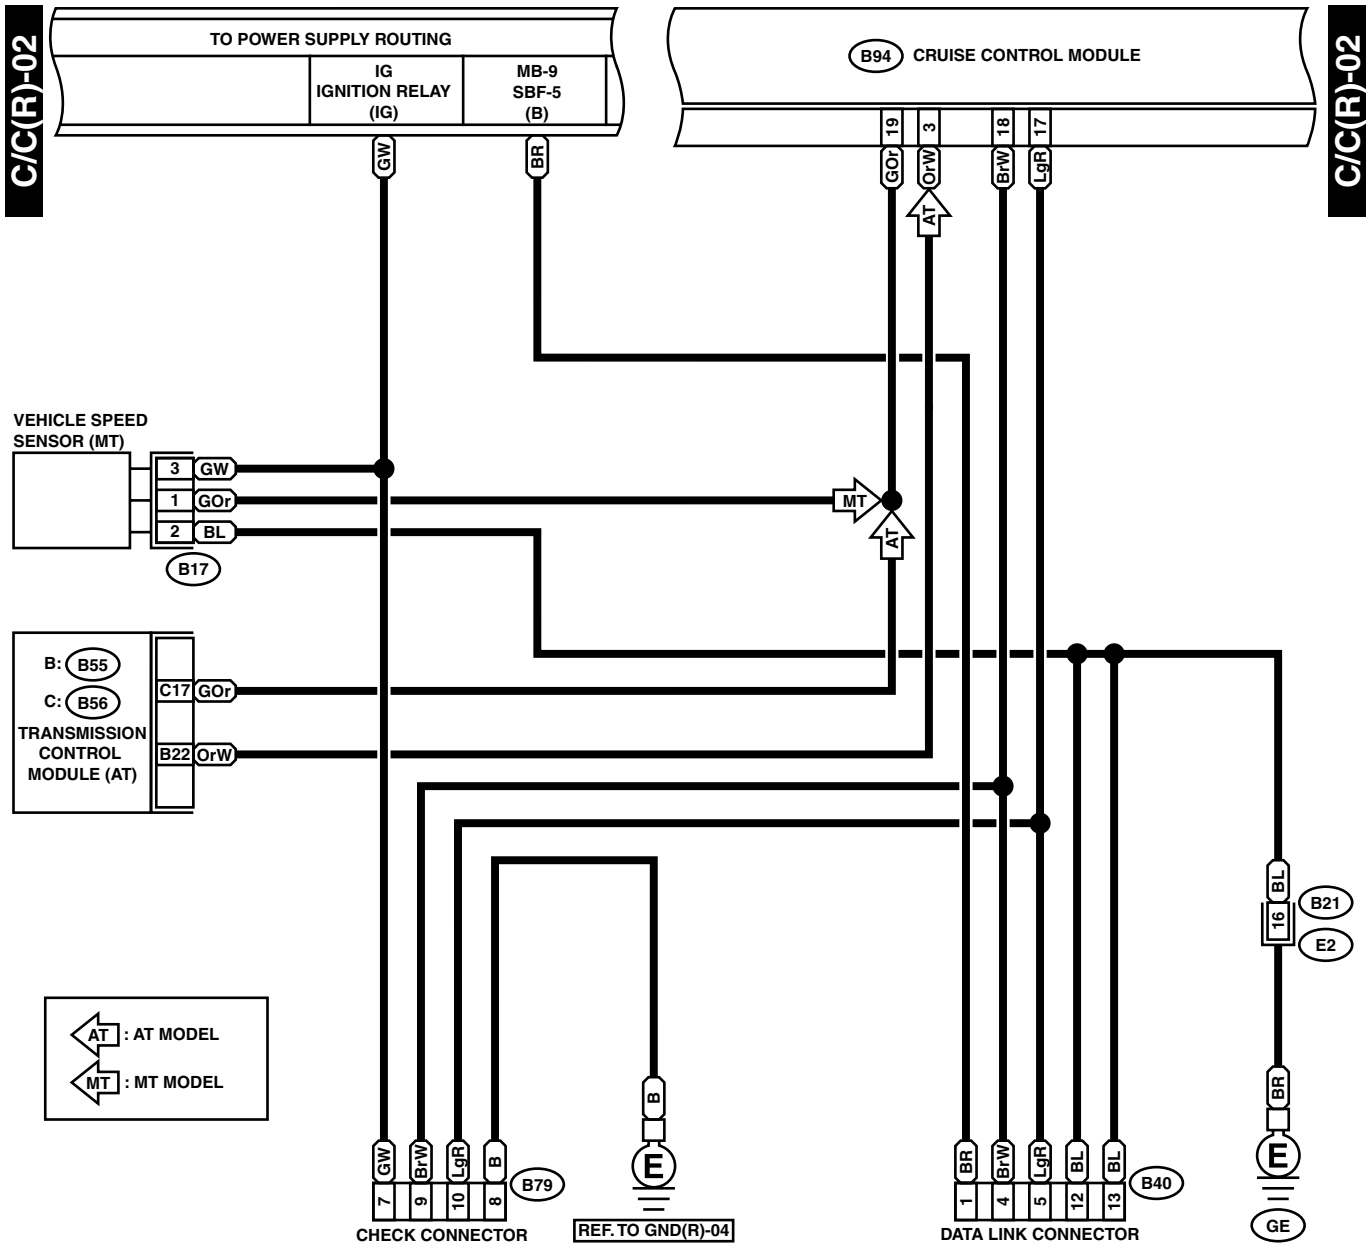 C/C(R)-02
TO POWER SUPPLY ROUTING
IG
IGNITION RELAY
(IG)
MB-9
SBF-5
(B)
B94 CRUISE CONTROL MODULE
C/C(R)-02
19 3 18 17
GW BR GOr OrW BrW LgR
AT
VEHICLE SPEED
SENSOR (MT)
3 GW
1 GOr
2 BL
B17
MT
AT
B: B55
C: B56
TRANSMISSION
CONTROL
MODULE (AT)
C17 GOr
B22 OrW
BL
16
B21
E2
AT : AT MODEL
MT : MT MODEL
B
E
REF. TO GND(R)-04
BR
E
GE
GW BrW LgR B
7 9 10 8
B79
CHECK CONNECTOR
BR BrW LgR BL BL
1 4 5 12 13
B40
DATA LINK CONNECTOR